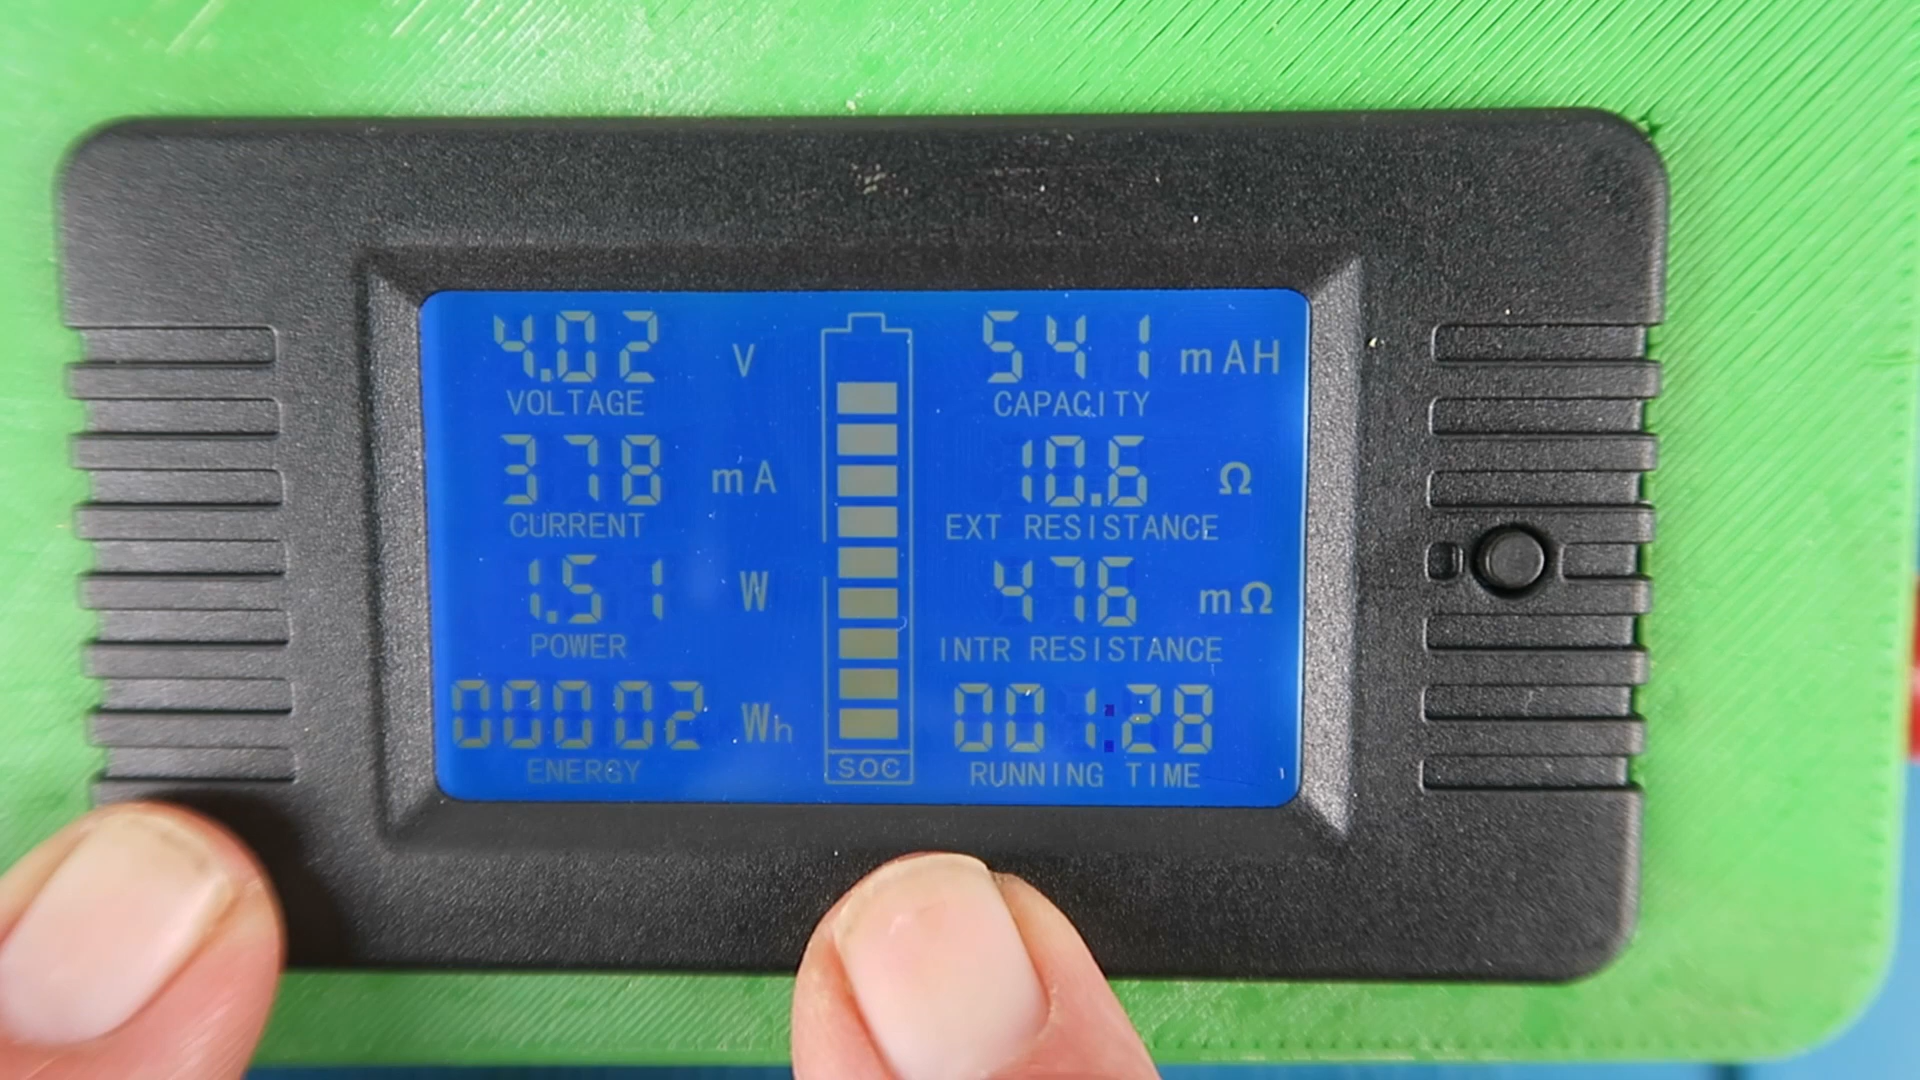 4.02 V
VOLTAGE
378 mA
CURRENT
1.51 W
POWER
00002 Wh
ENERGY
SOC
541 mAH
CAPACITY
10.6 Ω
EXT RESISTANCE
476 mΩ
INTR RESISTANCE
001:28
RUNNING TIME